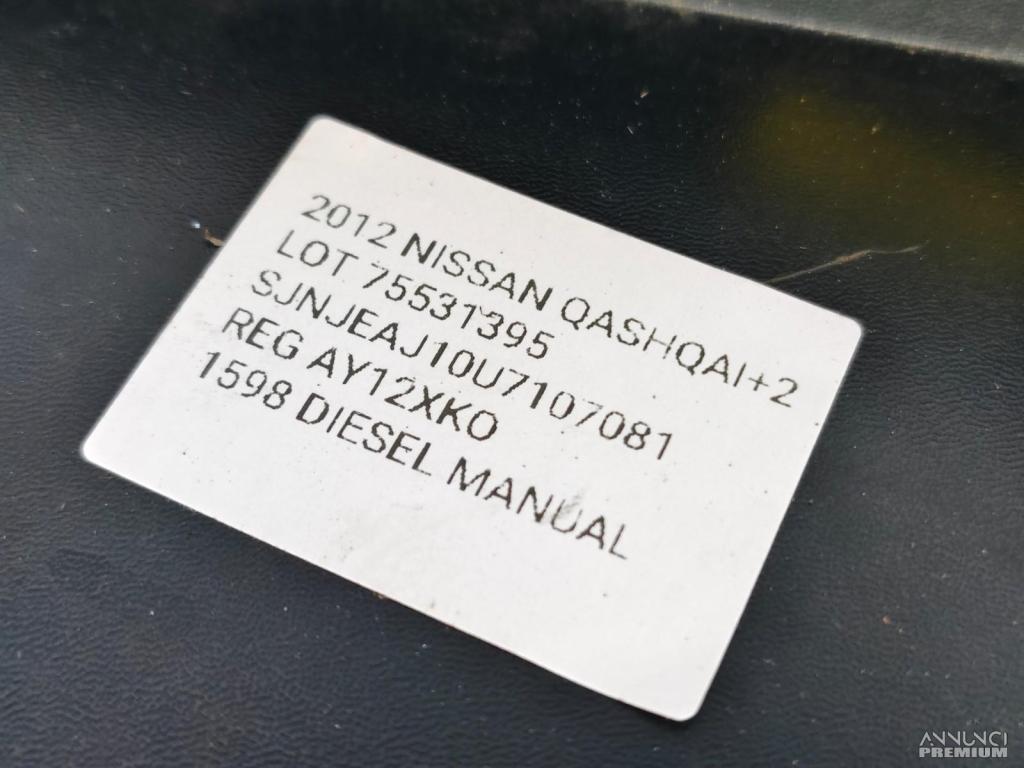 2012 NISSAN QASHQAI+2
LOT 75531395
SJNJEAJ10U7107081
REG AY12XKO
1598 DIESEL MANUAL
ANNUNCI
PREMIUM